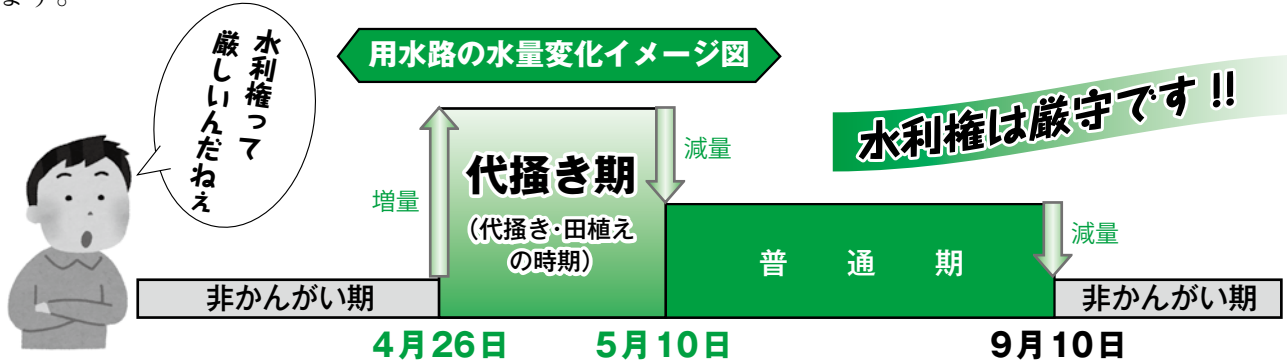 ます。
水利権って
厳しいんだねえ
用水路の水量変化イメージ図
水利権は厳守です!!
増量
代掻き期
(代掻き・田植え
の時期)
減量
普通期
減量
非かんがい期
非かんがい期
4月26日
5月10日
9月10日